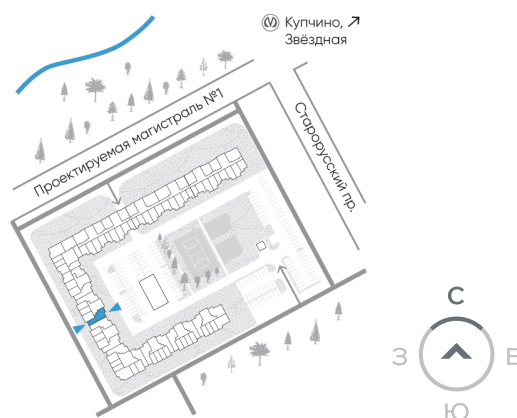 Купчино, ↗
Звёздная
Проектируемая магистраль №1
Старорусский пр.
С
З
В
Ю